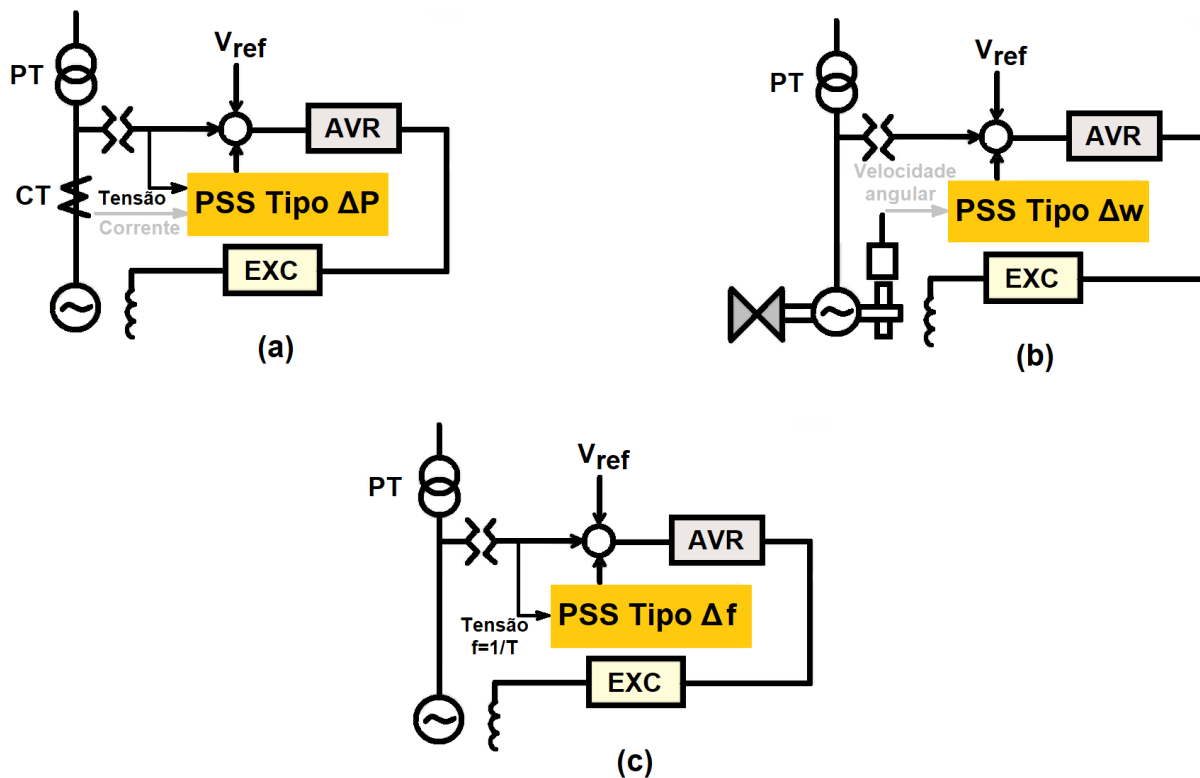 PT
Vref
AVR
CT
Tensão
Corrente
PSS Tipo ΔP
EXC
(a)
PT
Vref
AVR
Velocidade
angular
PSS Tipo Δw
EXC
(b)
PT
Vref
AVR
Tensão
f=1/T
PSS Tipo Δf
EXC
(c)